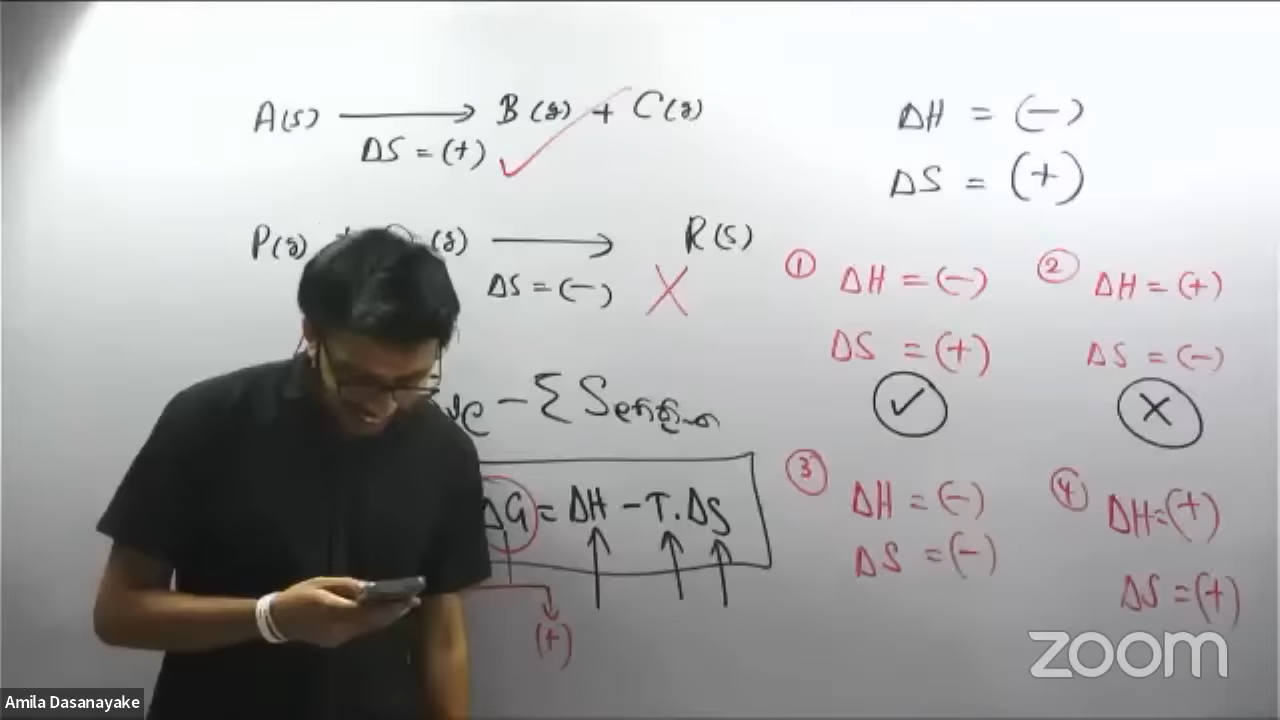 A(s) ⟶ B(g) + C(g)
ΔS = (+) ✓
P(g) (g) ⟶ R(s)
ΔS = (-) X
- Σ S
ΔG = ΔH - T.ΔS
(+)
ΔH = (-)
ΔS = (+)
① ΔH = (-)
ΔS = (+)
✓
② ΔH = (+)
ΔS = (-)
X
③ ΔH = (-)
ΔS = (-)
④ ΔH=(+)
ΔS =(+)
zoom
Amila Dasanayake